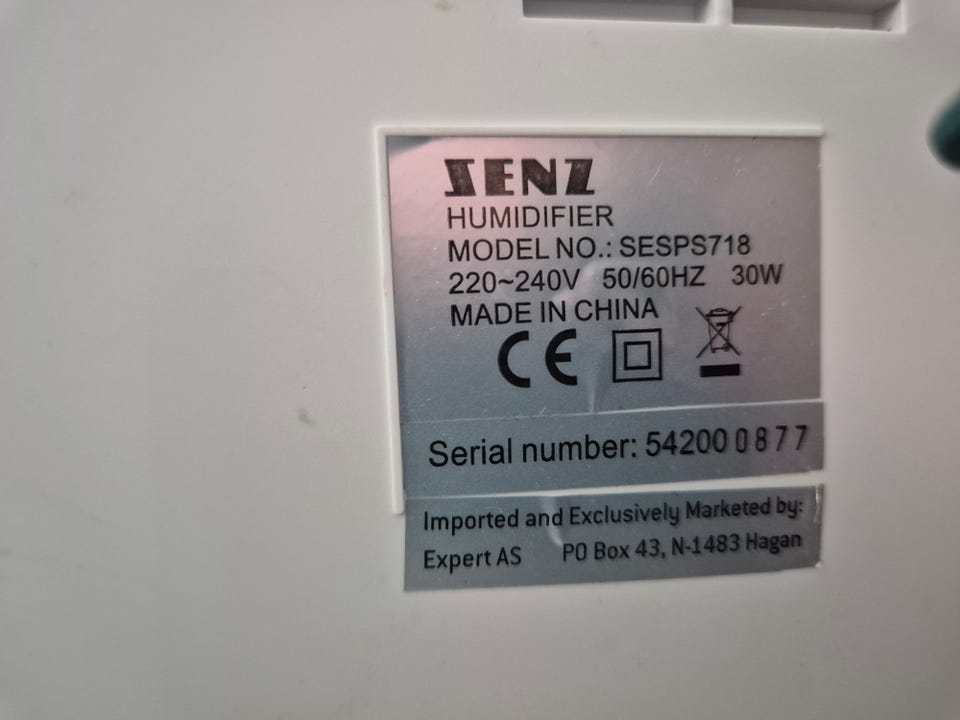 SENZ
HUMIDIFIER
MODEL NO.: SESPS718
220~240V 50/60HZ 30W
MADE IN CHINA
CE
Serial number: 542000877
Imported and Exclusively Marketed by:
Expert AS PO Box 43, N-1483 Hagan